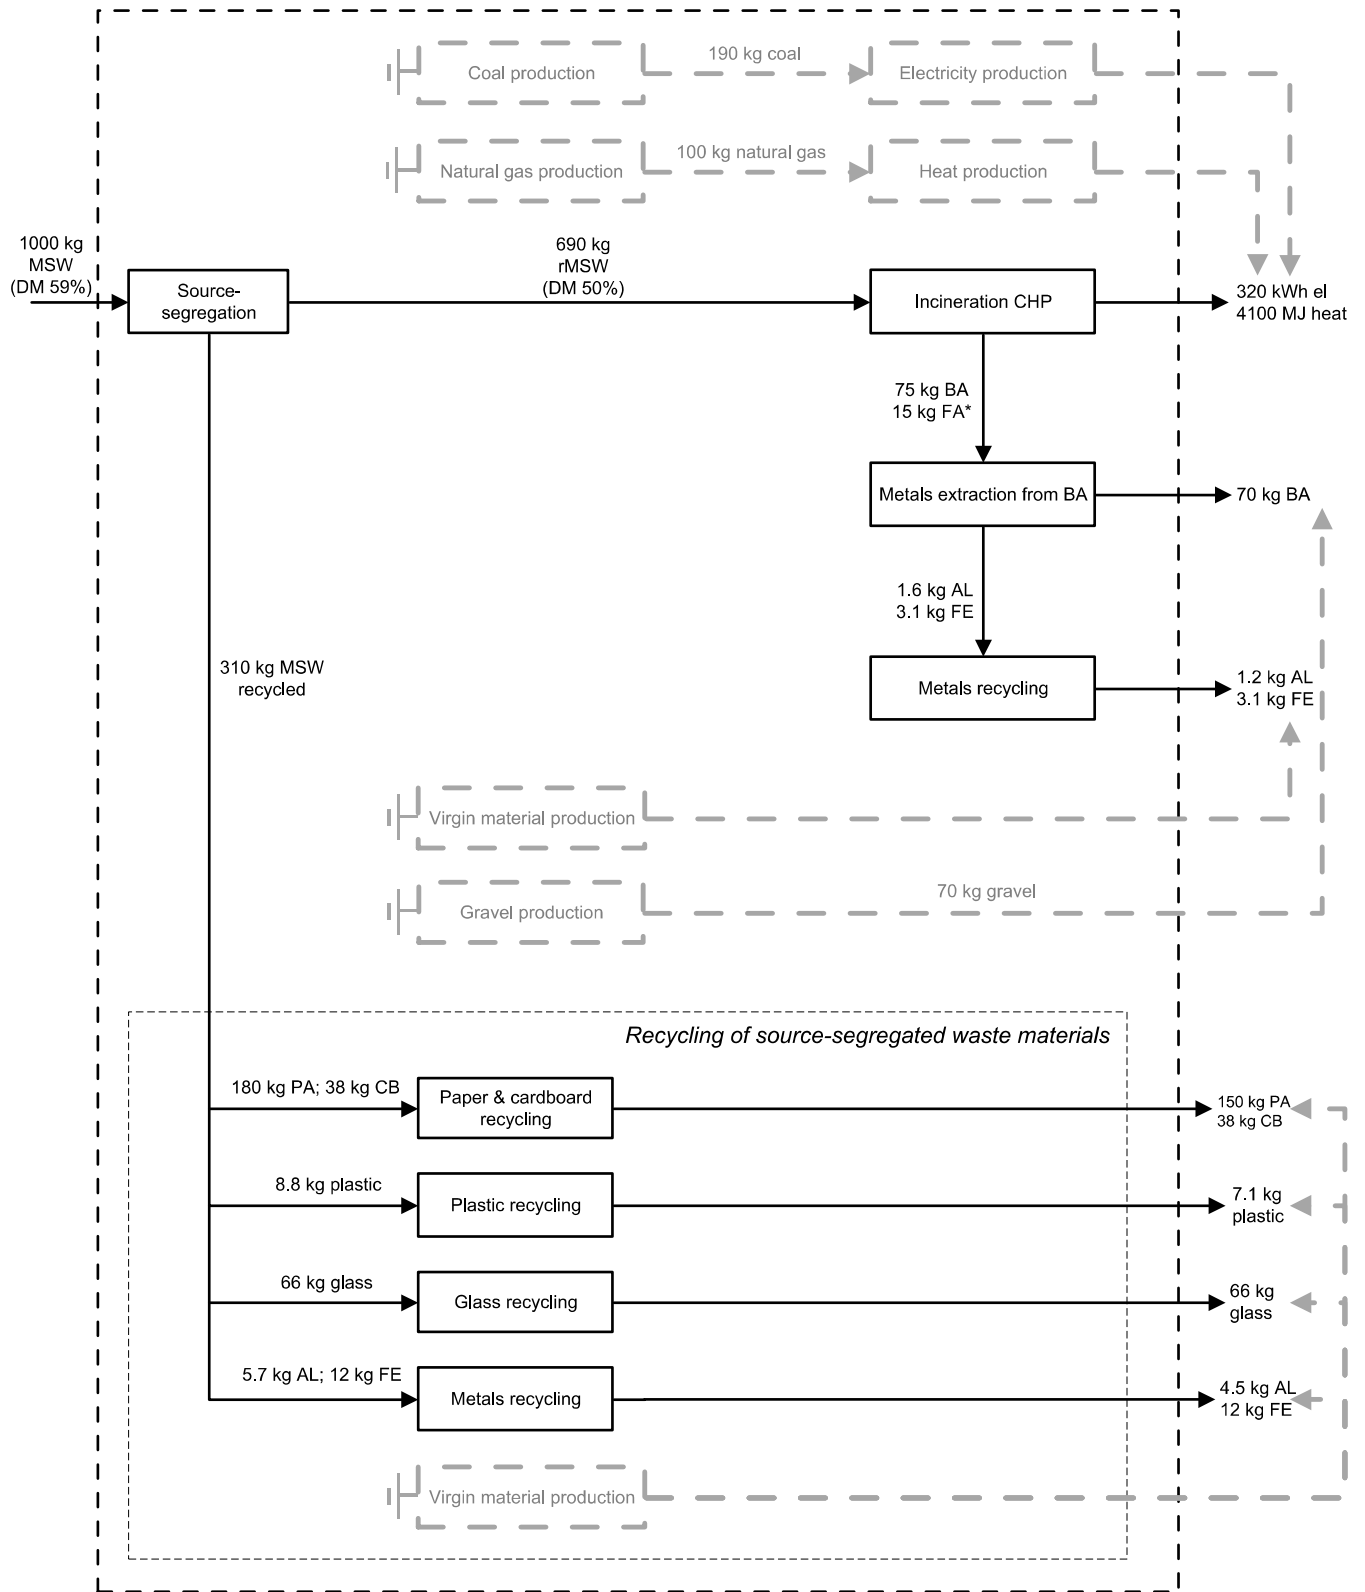 Coal production
190 kg coal
Electricity production
Natural gas production
100 kg natural gas
Heat production
1000 kg
MSW
(DM 59%)
Source-
segregation
690 kg
rMSW
(DM 50%)
Incineration CHP
320 kWh el
4100 MJ heat
75 kg BA
15 kg FA*
Metals extraction from BA
70 kg BA
1.6 kg AL
3.1 kg FE
310 kg MSW
recycled
Metals recycling
1.2 kg AL
3.1 kg FE
Virgin material production
Gravel production
70 kg gravel
Recycling of source-segregated waste materials
180 kg PA; 38 kg CB
Paper & cardboard
recycling
150 kg PA
38 kg CB
8.8 kg plastic
Plastic recycling
7.1 kg
plastic
66 kg glass
Glass recycling
66 kg
glass
5.7 kg AL; 12 kg FE
Metals recycling
4.5 kg AL
12 kg FE
Virgin material production